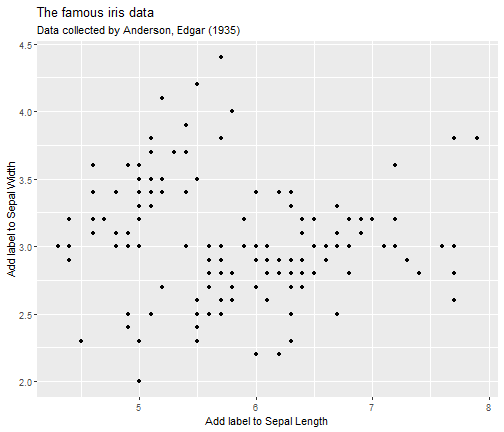 The famous iris data
Data collected by Anderson, Edgar (1935)
4.5
4.0
3.5
3.0
2.5
2.0
Add label to Sepal Width
5
6
7
8
Add label to Sepal Length